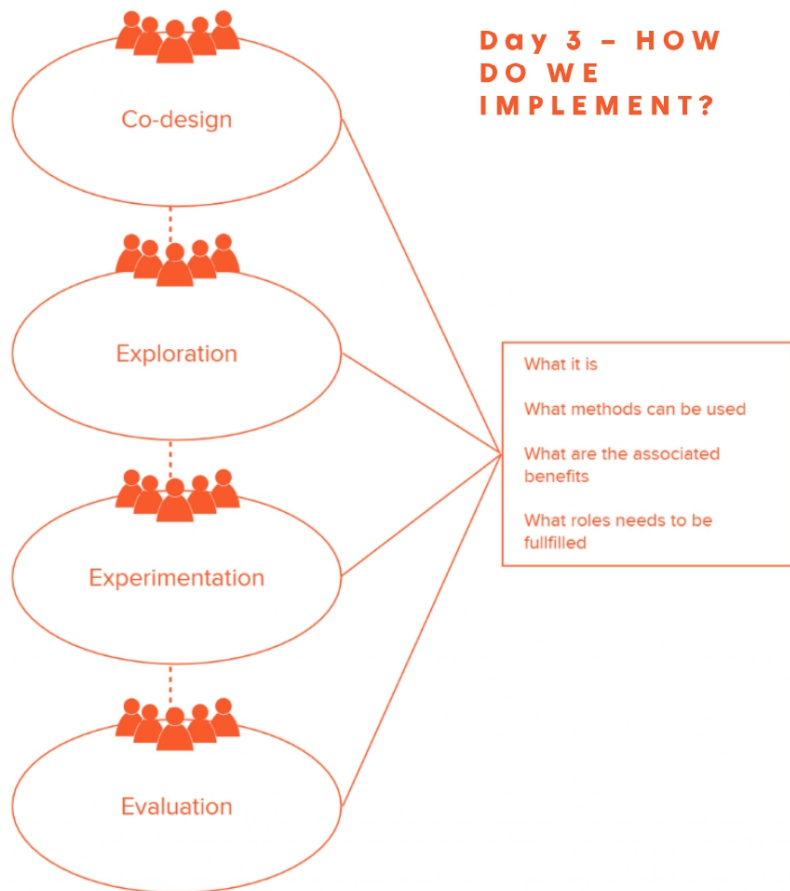 Day 3 – HOW
DO WE
IMPLEMENT?
Co-design
Exploration
Experimentation
Evaluation
What it is
What methods can be used
What are the associated
benefits
What roles needs to be
fullfilled